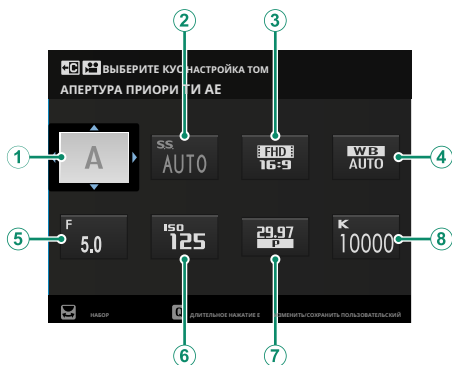 2 3
C ВЫБЕРИТЕ КУС НАСТРОЙКА ТОМ
АПЕРТУРА ПРИОРИ ТИ AE
1 A S.S. AUTO FHD 16:9 WB AUTO 4
5 F 5.0 ISO 125 29.97 P K 10000 8
НАБОР Q ДЛИТЕЛЬНОЕ НАЖАТИЕ Е ИЗМЕНИТЬ/СОХРАНИТЬ ПОЛЬЗОВАТЕЛЬСКИЙ
6 7